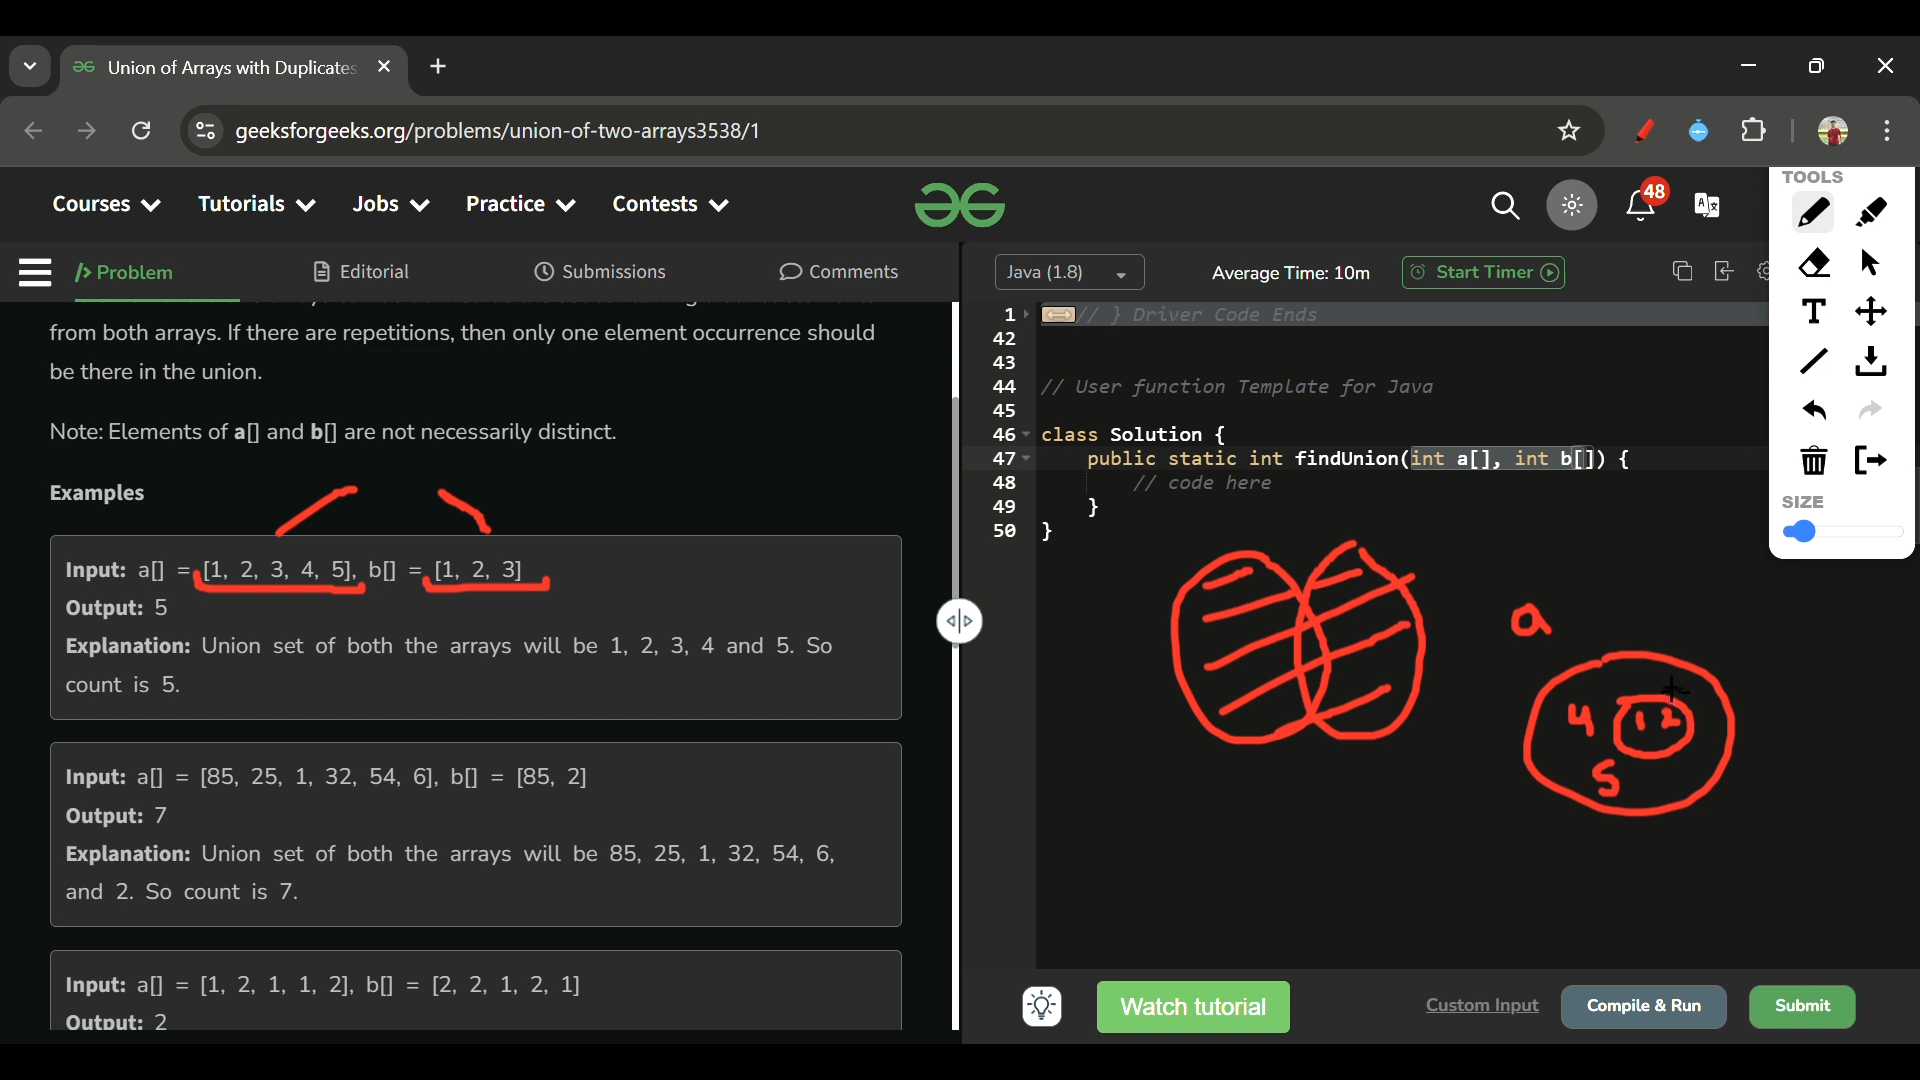 Union of Arrays with Duplicates
geeksforgeeks.org/problems/union-of-two-arrays3538/1
Courses Tutorials Jobs Practice Contests
48
TOOLS
T
SIZE
Problem Editorial Submissions Comments
from both arrays. If there are repetitions, then only one element occurrence should
be there in the union.
Note: Elements of a[] and b[] are not necessarily distinct.
Examples
Input: a[] = [1, 2, 3, 4, 5], b[] = [1, 2, 3]
Output: 5
Explanation: Union set of both the arrays will be 1, 2, 3, 4 and 5. So
count is 5.
Input: a[] = [85, 25, 1, 32, 54, 6], b[] = [85, 2]
Output: 7
Explanation: Union set of both the arrays will be 85, 25, 1, 32, 54, 6,
and 2. So count is 7.
Input: a[] = [1, 2, 1, 1, 2], b[] = [2, 2, 1, 2, 1]
Output: 2
Java (1.8) Average Time: 10m Start Timer
1 // } Driver Code Ends
42
43
44 // User function Template for Java
45
46 class Solution {
47 public static int findUnion(int a[], int b[]) {
48 // code here
49 }
50 }
a
4 1 2
5
Watch tutorial Custom Input Compile & Run Submit